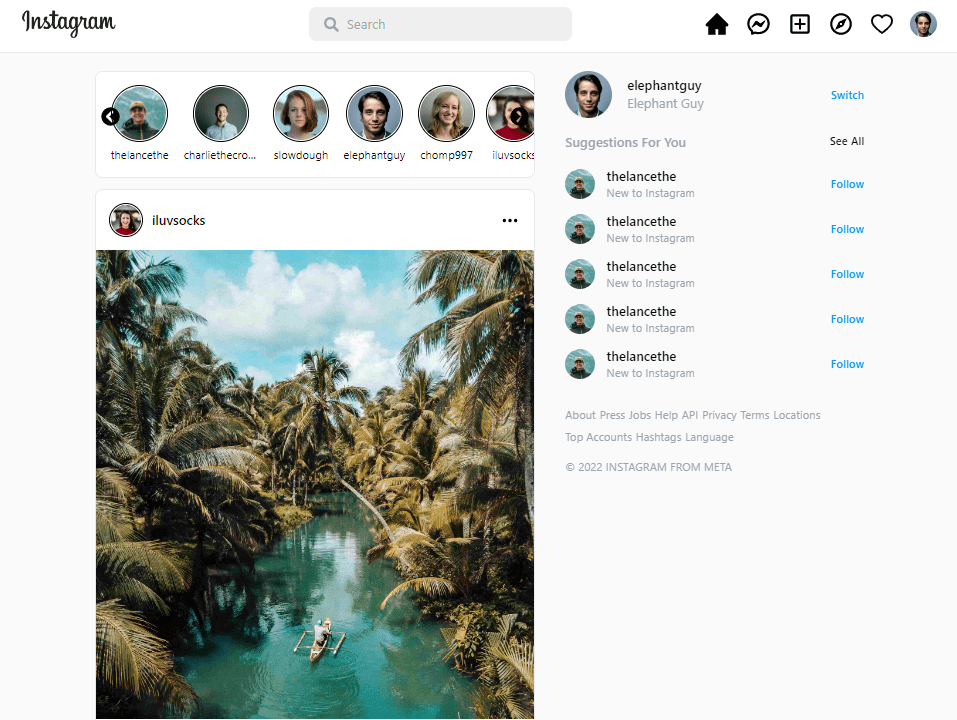 Instagram
Search
thelancethe charliethecro... slowdough elephantguy chomp997 iluvsocks
iluvsocks
elephantguy
Elephant Guy
Switch
Suggestions For You
See All
thelancethe
New to Instagram
Follow
thelancethe
New to Instagram
Follow
thelancethe
New to Instagram
Follow
thelancethe
New to Instagram
Follow
thelancethe
New to Instagram
Follow
About Press Jobs Help API Privacy Terms Locations
Top Accounts Hashtags Language
© 2022 INSTAGRAM FROM META